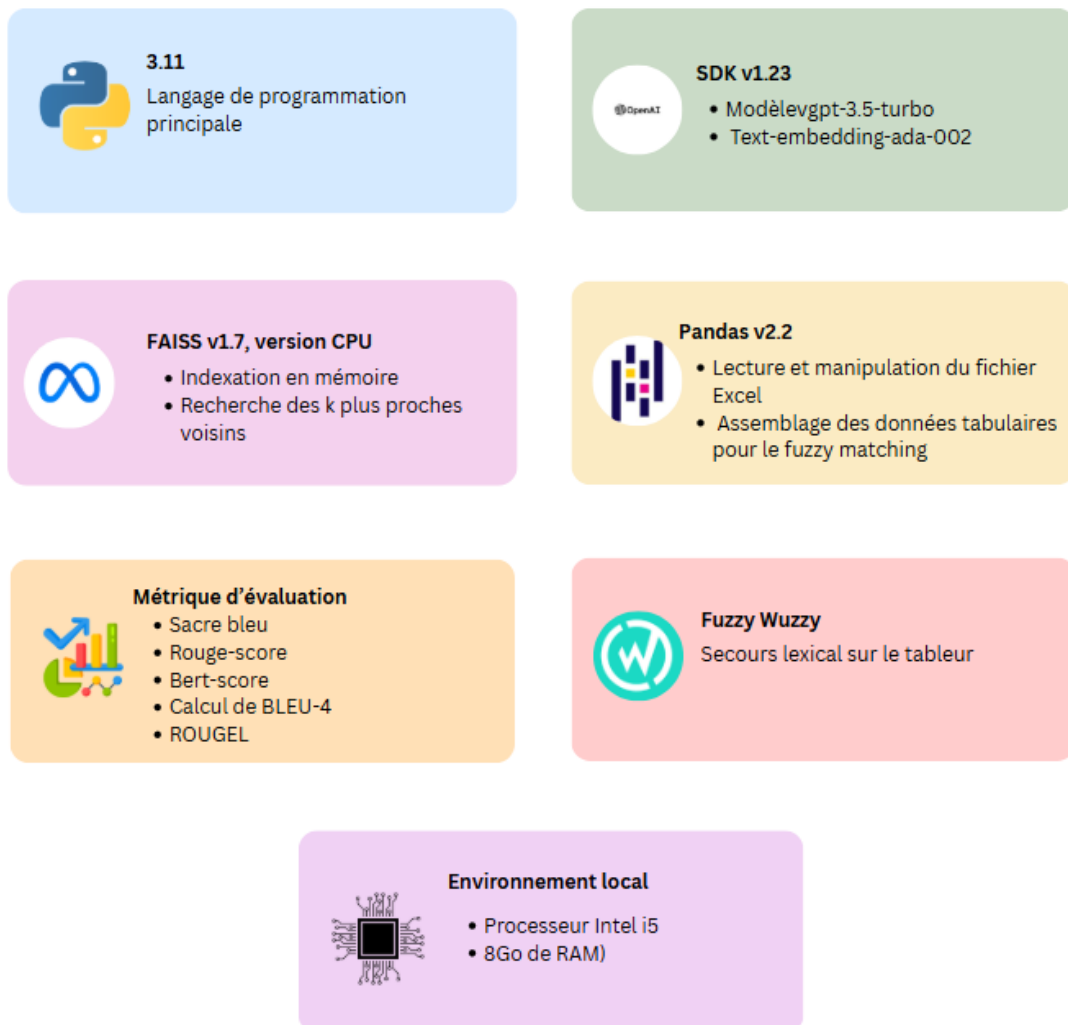 3.11
Langage de programmation
principale
OpenAI
SDK v1.23
• Modèlevgpt-3.5-turbo
• Text-embedding-ada-002
FAISS v1.7, version CPU
• Indexation en mémoire
• Recherche des k plus proches
voisins
Pandas v2.2
• Lecture et manipulation du fichier
Excel
• Assemblage des données tabulaires
pour le fuzzy matching
Métrique d’évaluation
• Sacre bleu
• Rouge-score
• Bert-score
• Calcul de BLEU-4
• ROUGEL
Fuzzy Wuzzy
Secours lexical sur le tableur
Environnement local
• Processeur Intel i5
• 8Go de RAM)